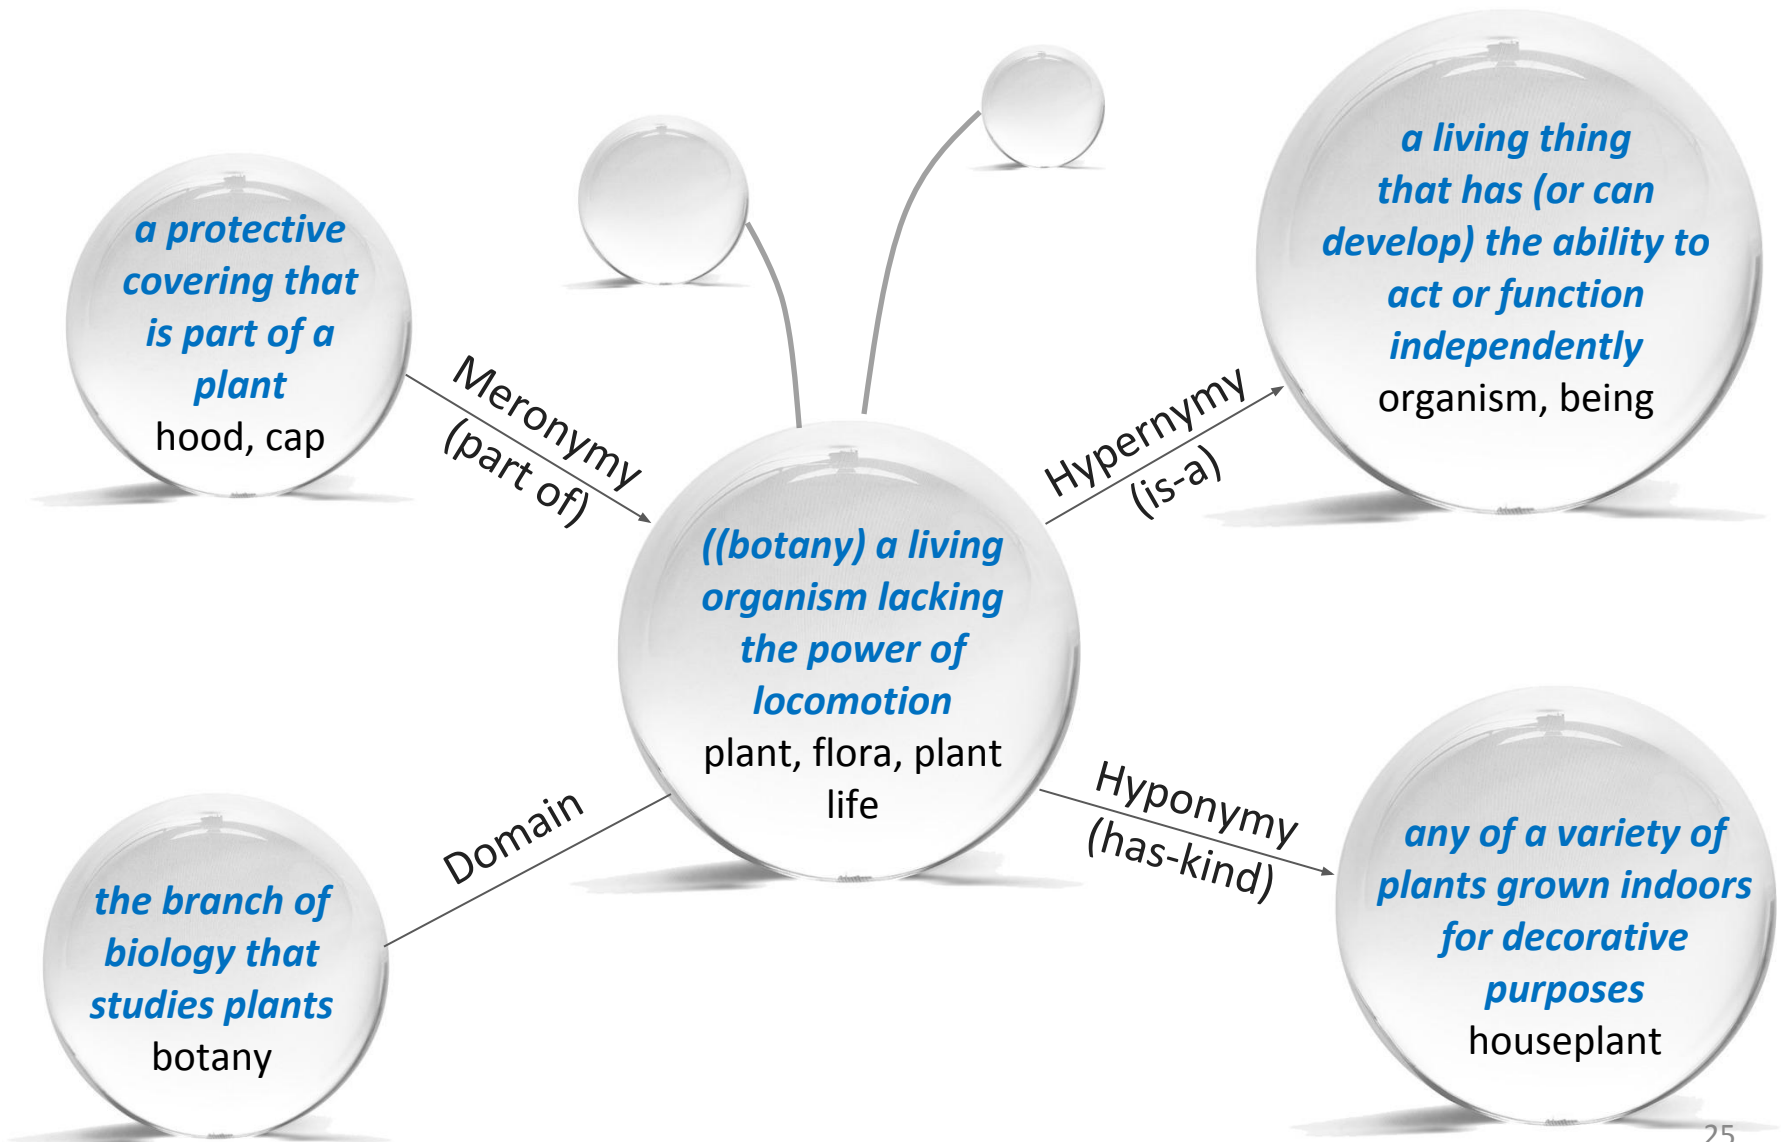 a protective
covering that
is part of a
plant
hood, cap
Meronymy
(part of)
a living thing
that has (or can
develop) the ability to
act or function
independently
organism, being
Hypernymy
(is-a)
((botany) a living
organism lacking
the power of
locomotion
plant, flora, plant
life
Domain
the branch of
biology that
studies plants
botany
Hyponymy
(has-kind)
any of a variety of
plants grown indoors
for decorative
purposes
houseplant
25